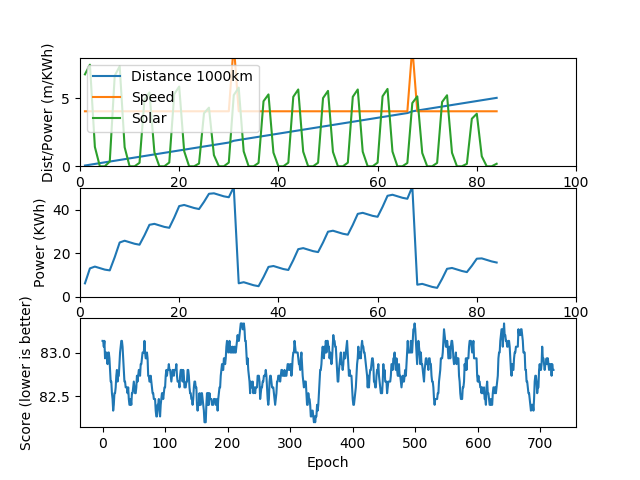 Dist/Power (m/KWh)
5
0
Distance 1000km
Speed
Solar
0 20 40 60 80 100
Power (KWh)
40
20
0
0 20 40 60 80 100
Score (lower is better)
83.0
82.5
0 100 200 300 400 500 600 700
Epoch